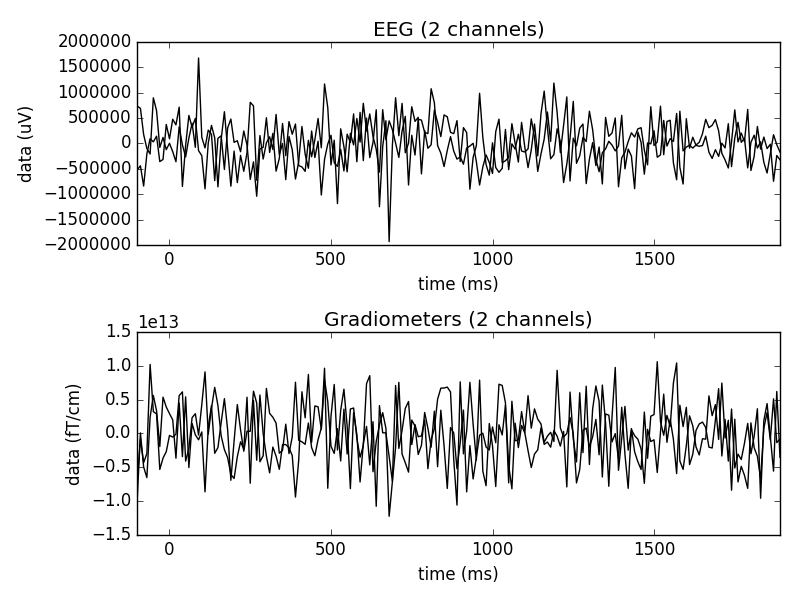 EEG (2 channels)
2000000
1500000
1000000
500000
0
−500000
−1000000
−1500000
−2000000
data (uV)
0 500 1000 1500
time (ms)
Gradiometers (2 channels)
1e13
1.5
1.0
0.5
0.0
−0.5
−1.0
−1.5
data (fT/cm)
0 500 1000 1500
time (ms)